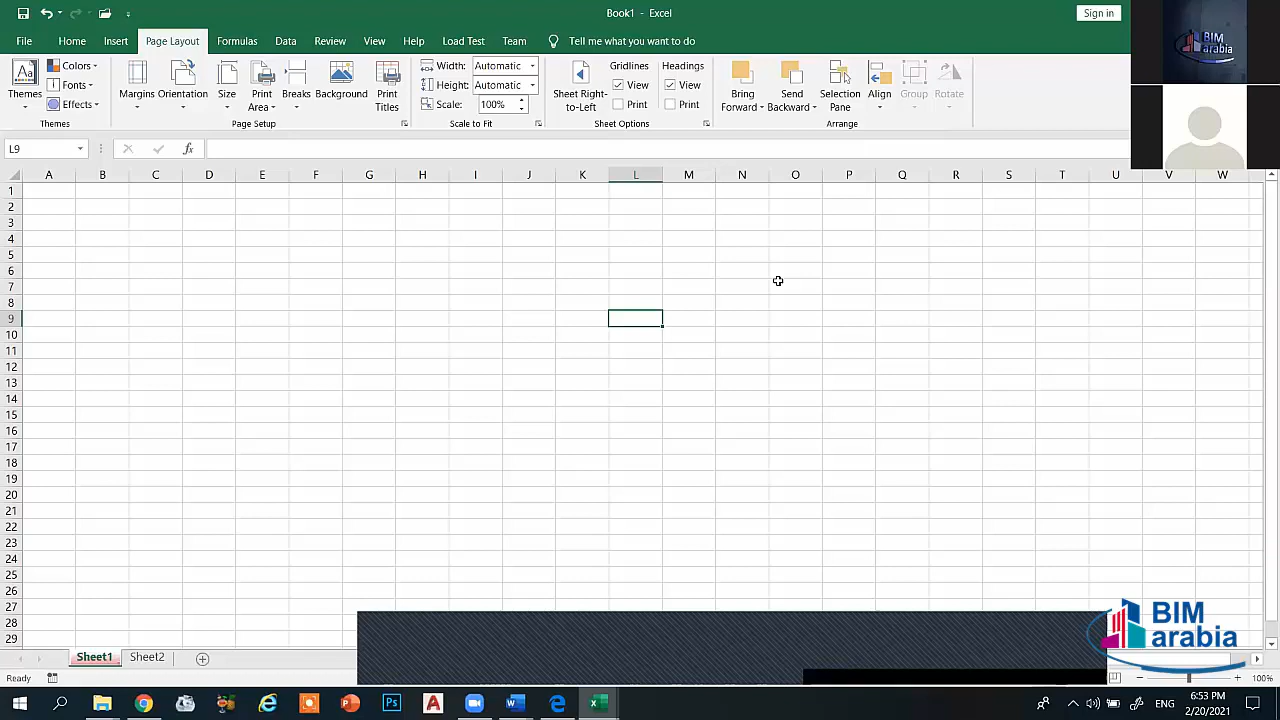 Book1 - Excel
Sign in
File Home Insert Page Layout Formulas Data Review View Help Load Test Team Tell me what you want to do
Themes
Colors
Fonts
Effects
Themes
Margins
Orientation
Size
Print Area
Breaks
Background
Print Titles
Page Setup
Width: Automatic
Height: Automatic
Scale: 100%
Scale to Fit
Sheet Right-to-Left
Gridlines
View
Print
Headings
View
Print
Sheet Options
Bring Forward
Send Backward
Selection Pane
Align
Group
Rotate
Arrange
BIM
arabia
L9
fx
A B C D E F G H I J K L M N O P Q R S T U V W
1
2
3
4
5
6
7
8
9
10
11
12
13
14
15
16
17
18
19
20
21
22
23
24
25
26
27
28
29
BIM
arabia
Sheet1 Sheet2
Ready
100%
ENG
6:53 PM
2/20/2021